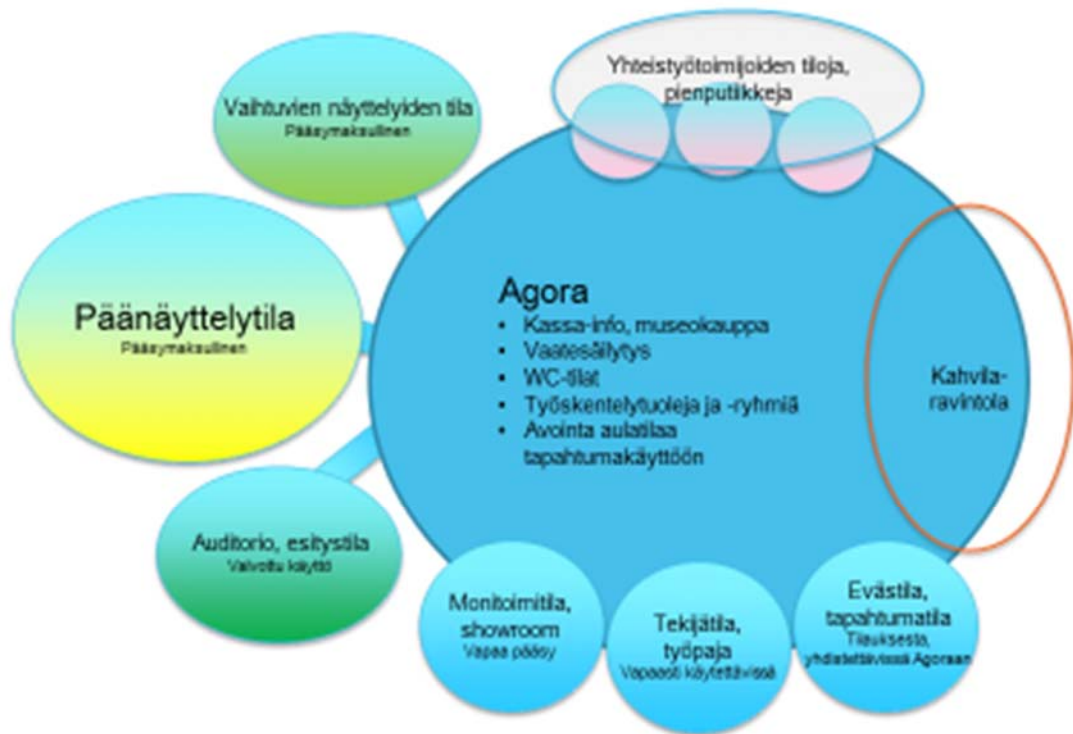 Yhteistyötoimijoiden tiloja,
pienputiikkeja
Vaihtuvien näyttelyiden tila
Pääsymaksullinen
Päänäyttelytila
Pääsymaksullinen
Agora
• Kassa-info, museokauppa
• Vaatesäilytys
• WC-tilat
• Työskentelytuoleja ja -ryhmiä
• Avointa aulatilaa
tapahtumakäyttöön
Kahvila-
ravintola
Auditorio, esitystila
Valvottu käyttö
Monitoimitila,
showroom
Vapaa pääsy
Tekijätila,
työpaja
Vapaasti käytettävissä
Evästila,
tapahtumatila
Tilauksesta,
yhdistettävissä Agoraan